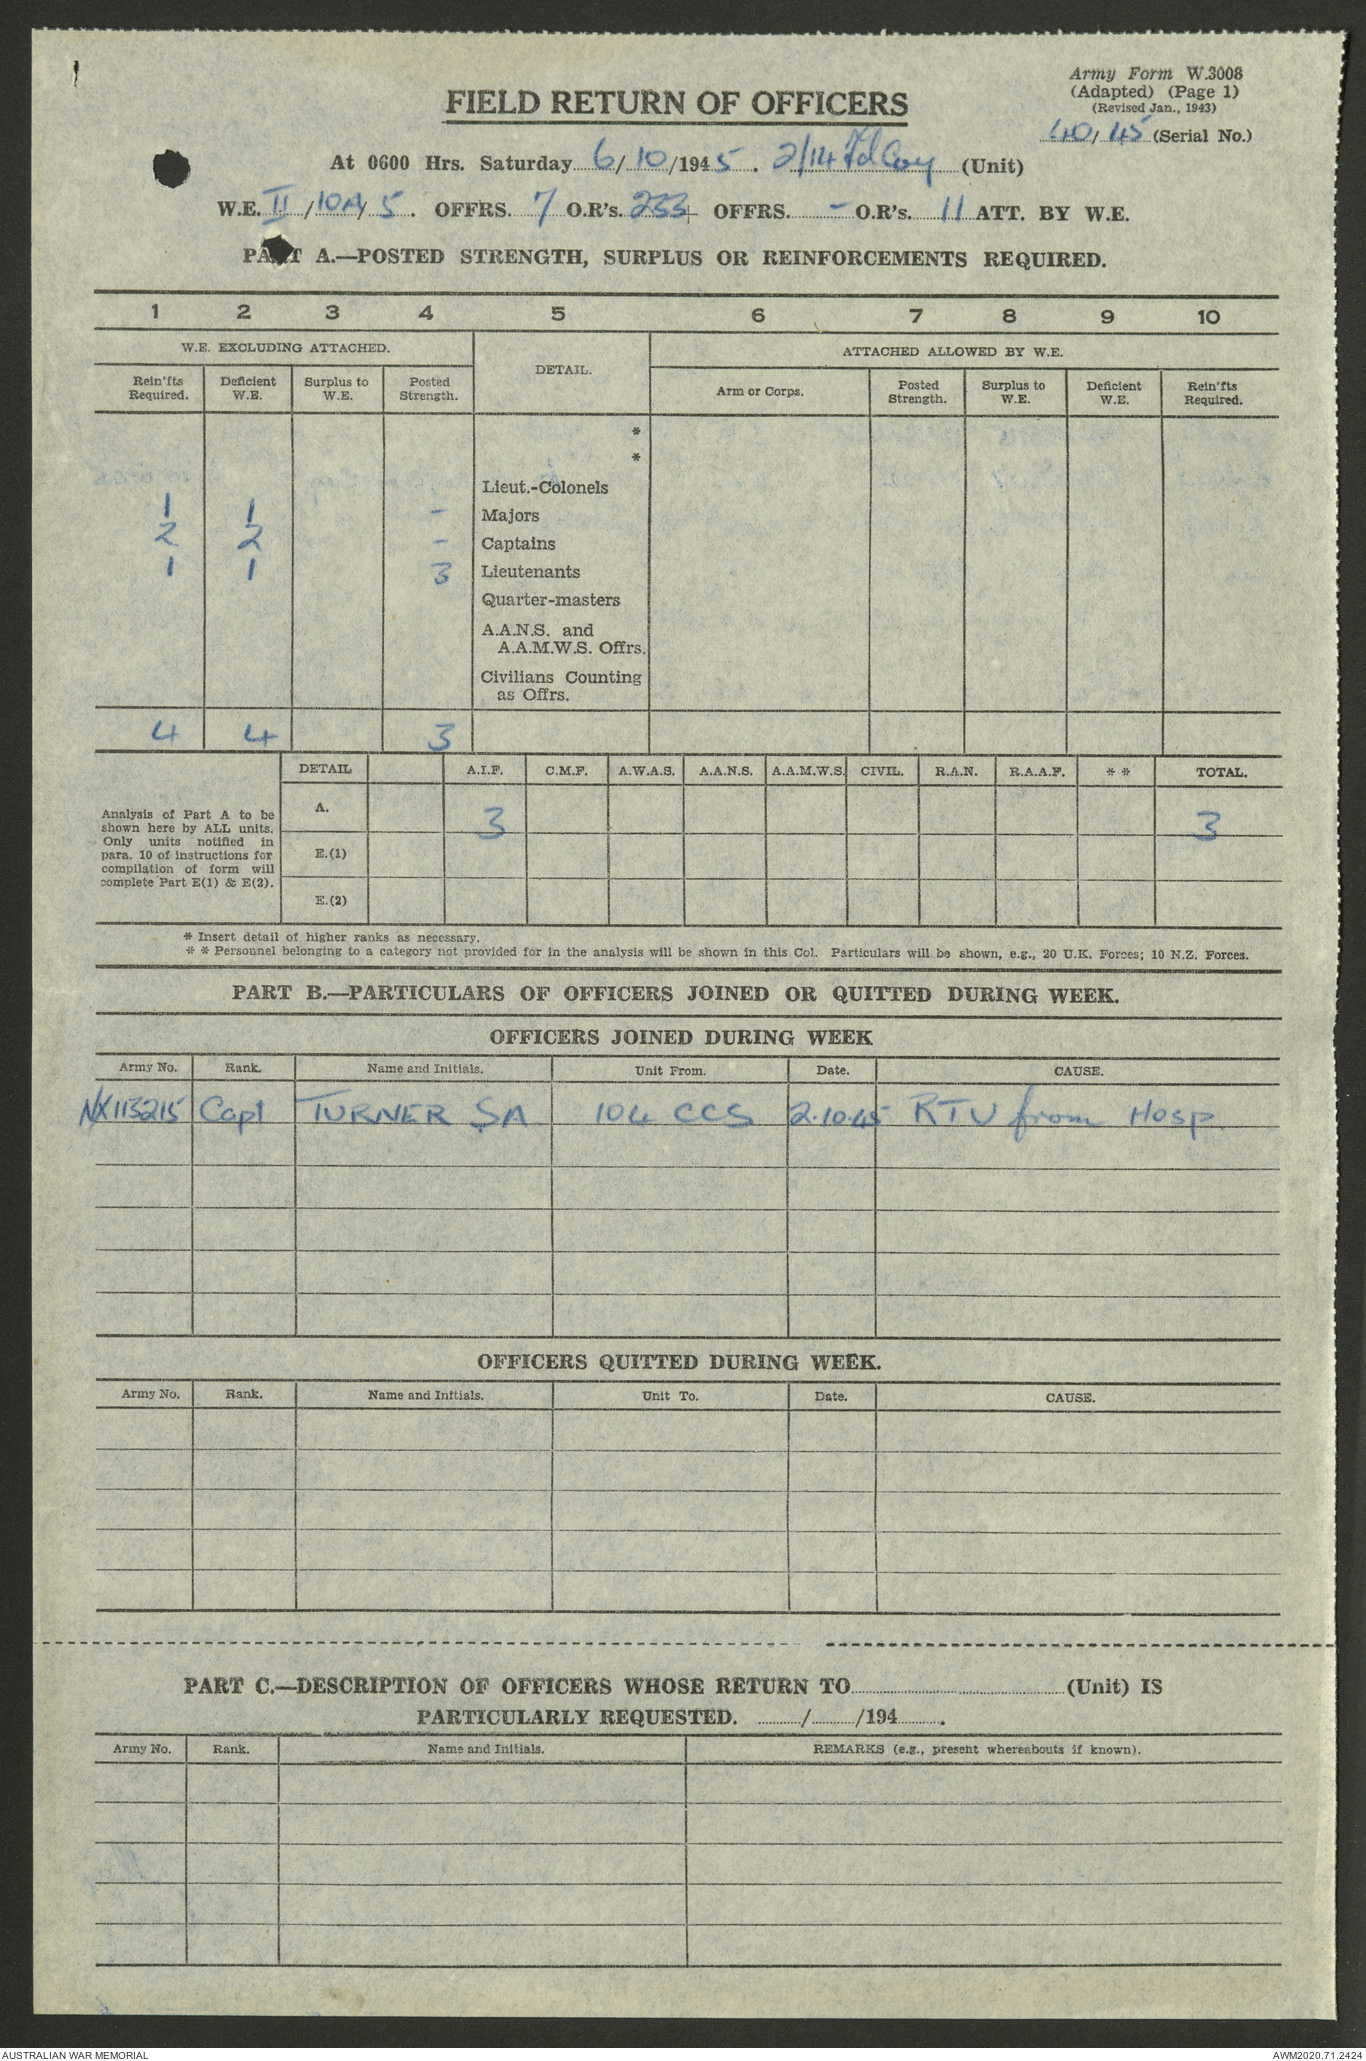 Army Form W.3008
(Adapted) (Page 1)
(Revised Jan., 1943)
40/45 (Serial No.)
FIELD RETURN OF OFFICERS
At 0600 Hrs. Saturday 6/10/1945. 2/14 Fd Coy (Unit)
W.E. II/10A/5. OFFRS. 7 O.R's. 233 OFFRS. - O.R's. 11 ATT. BY W.E.
PART A.—POSTED STRENGTH, SURPLUS OR REINFORCEMENTS REQUIRED.
1 2 3 4 5 6 7 8 9 10
W.E. EXCLUDING ATTACHED. DETAIL. ATTACHED ALLOWED BY W.E.
Rein'fts Required. Deficient W.E. Surplus to W.E. Posted Strength. Arm or Corps. Posted Strength. Surplus to W.E. Deficient W.E. Rein'fts Required.
*
*
Lieut.-Colonels
1 1 - Majors
2 2 - Captains
1 1 3 Lieutenants
Quarter-masters
A.A.N.S. and
A.A.M.W.S. Offrs.
Civilians Counting
as Offrs.
4 4 3
DETAIL A.I.F. C.M.F. A.W.A.S. A.A.N.S. A.A.M.W.S. CIVIL. R.A.N. R.A.A.F. * * TOTAL.
Analysis of Part A to be
shown here by ALL units.
Only units notified in
para. 10 of instructions for
compilation of form will
complete Part E(1) & E(2).
A. 3 3
E.(1)
E.(2)
* Insert detail of higher ranks as necessary.
* * Personnel belonging to a category not provided for in the analysis will be shown in this Col. Particulars will be shown, e.g., 20 U.K. Forces; 10 N.Z. Forces.
PART B.—PARTICULARS OF OFFICERS JOINED OR QUITTED DURING WEEK.
OFFICERS JOINED DURING WEEK
Army No. Rank. Name and Initials. Unit From. Date. CAUSE.
NX113215 Capt TURNER SA 104 CCS 2.10.45 RTU from Hosp.
OFFICERS QUITTED DURING WEEK.
Army No. Rank. Name and Initials. Unit To. Date. CAUSE.
PART C.—DESCRIPTION OF OFFICERS WHOSE RETURN TO (Unit) IS
PARTICULARLY REQUESTED. / /194 .
Army No. Rank. Name and Initials. REMARKS (e.g., present whereabouts if known).
AUSTRALIAN WAR MEMORIAL
AWM2020.71.2424